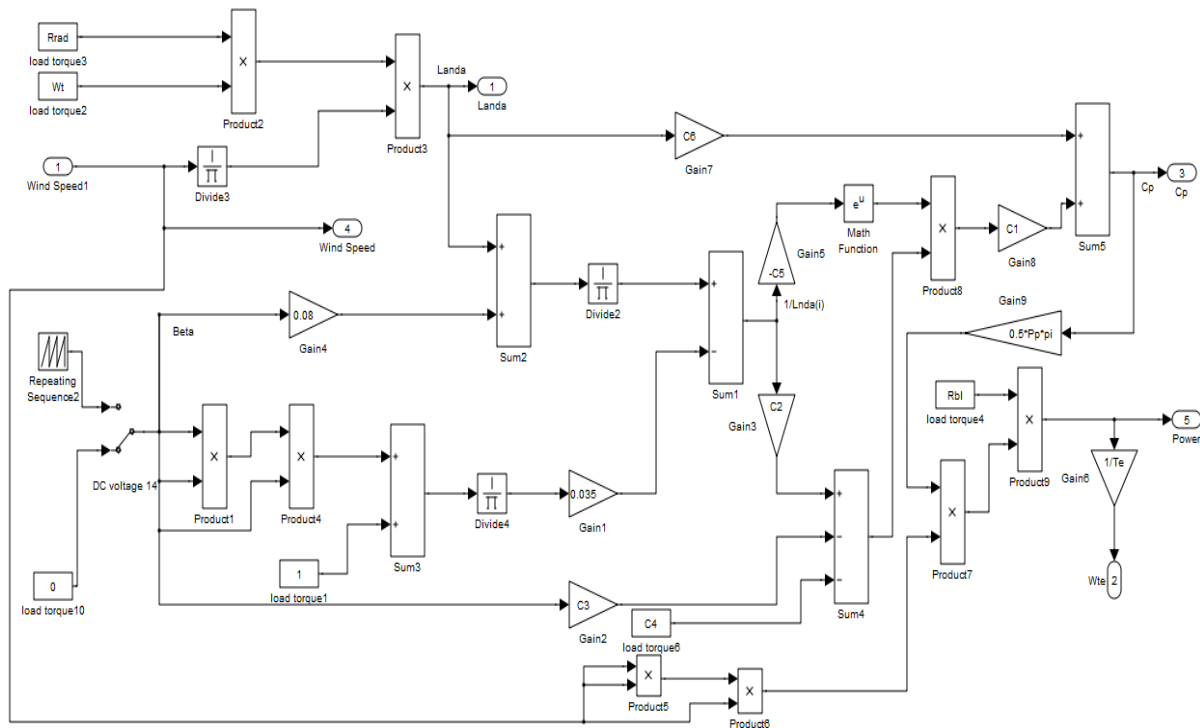 Rrad
load torque3
Wt
load torque2
X
Product2
X
Product3
Landa
1
Landa
1
Wind Speed1
Divide3
4
Wind Speed
C6
Gain7
+
+
Sum5
Cp
3
Cp
eu
Math
Function
X
Product8
C1
Gain8
-C5
Gain5
1/Lnda(i)
+
+
Sum2
Divide2
+
−
Sum1
Beta
0.08
Gain4
Repeating
Sequence2
DC voltage 14
0
load torque10
X
Product1
X
Product4
+
+
Sum3
1
load torque1
Divide4
0.035
Gain1
C2
Gain3
Gain9
0.5*Pp*pi
Rbl
load torque4
X
Product9
5
Power
1/Te
Gain6
Wte
2
X
Product7
+
−
−
Sum4
C3
Gain2
C4
load torque6
X
Product5
X
Product6